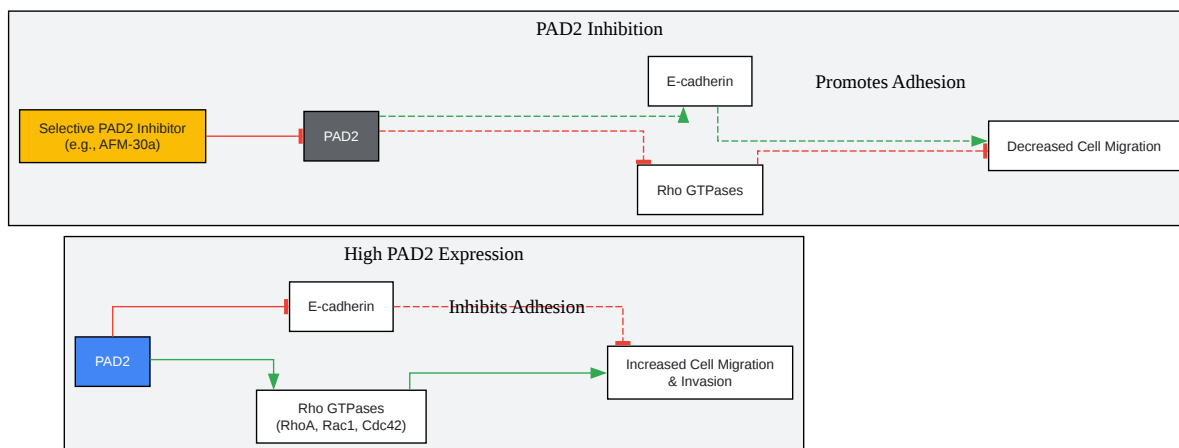 PAD2 Inhibition
E-cadherin
Promotes Adhesion
Selective PAD2 Inhibitor
(e.g., AFM-30a)
PAD2
Decreased Cell Migration
Rho GTPases
High PAD2 Expression
E-cadherin
Inhibits Adhesion
PAD2
Increased Cell Migration
& Invasion
Rho GTPases
(RhoA, Rac1, Cdc42)